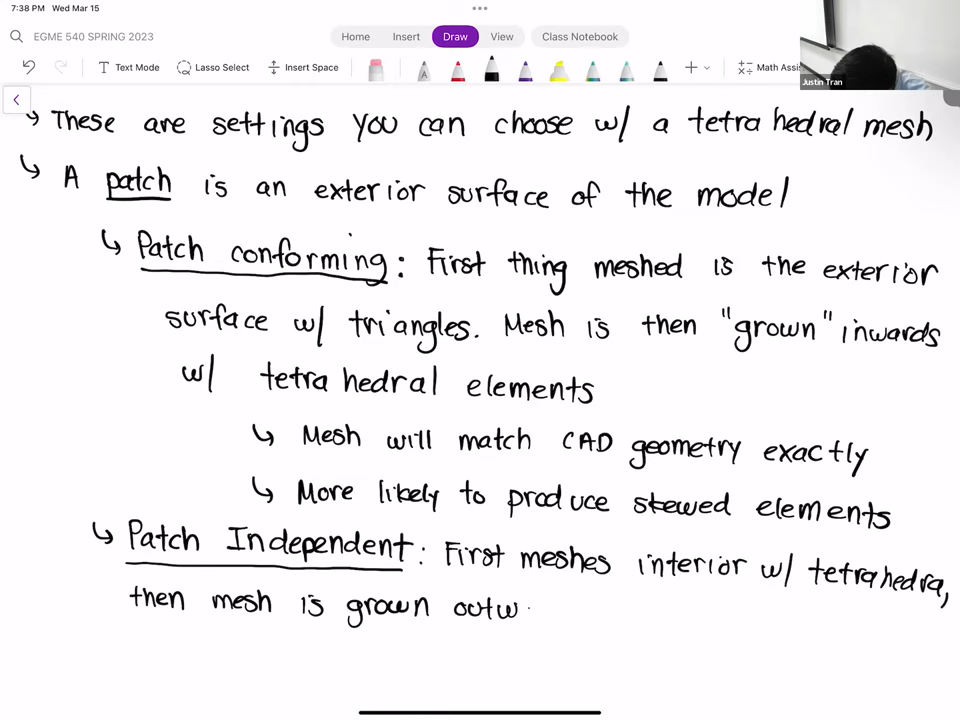 7:38 PM Wed Mar 15
EGME 540 SPRING 2023
Home Insert Draw View Class Notebook
Text Mode Lasso Select Insert Space Math Assis
Justin Tran
These are settings you can choose w/ a tetrahedral mesh
A patch is an exterior surface of the model
Patch conforming: First thing meshed is the exterior
surface w/ triangles. Mesh is then "grown" inwards
w/ tetrahedral elements
Mesh will match CAD geometry exactly
More likely to produce skewed elements
Patch Independent: First meshes interior w/ tetrahedra,
then mesh is grown outw